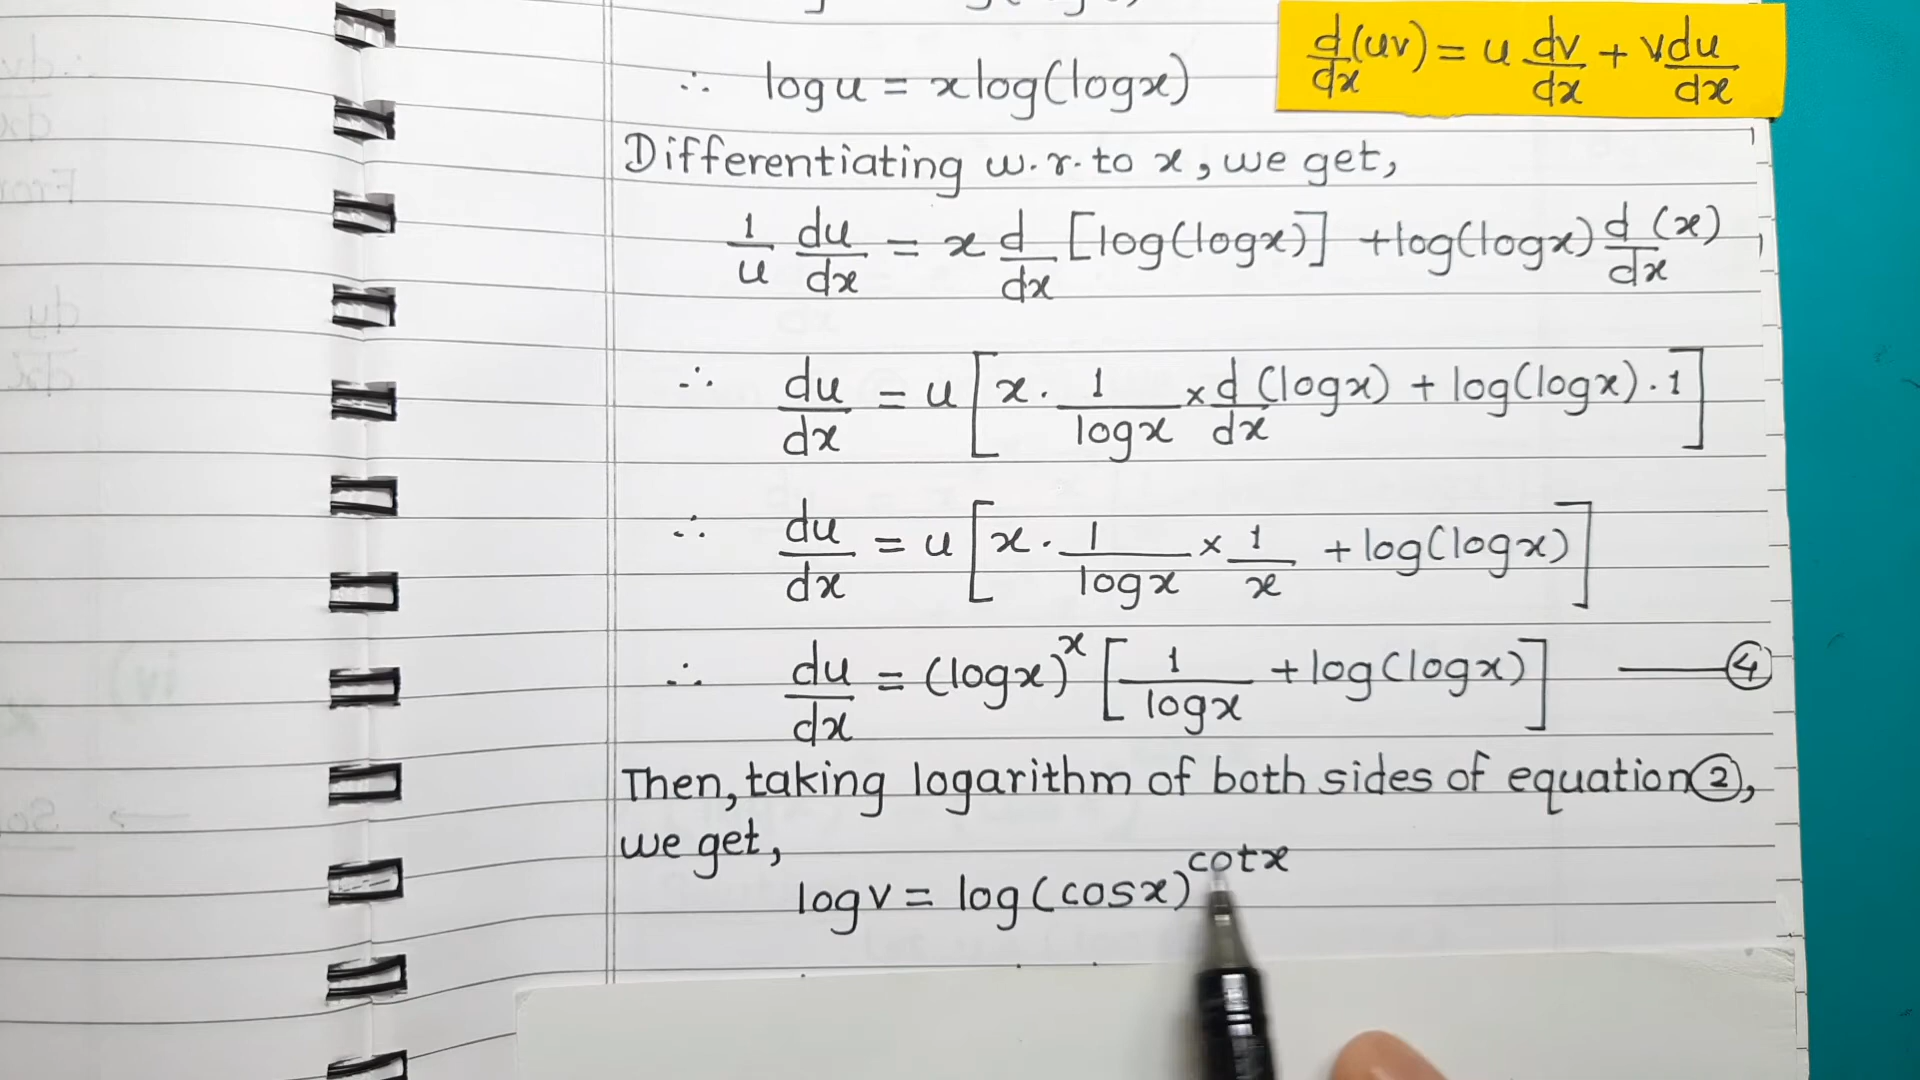 d/dx (uv) = u dv/dx + v du/dx
∴ log u = x log(log x)
Differentiating w.r. to x, we get,
1/u du/dx = x d/dx [log(log x)] + log(log x) d/dx (x)
∴ du/dx = u [x · 1/log x × d/dx (log x) + log(log x) · 1]
∴ du/dx = u [x · 1/log x × 1/x + log(log x)]
∴ du/dx = (log x)^x [1/log x + log(log x)] —— ④
Then, taking logarithm of both sides of equation ②,
we get,
log v = log (cos x)^cot x